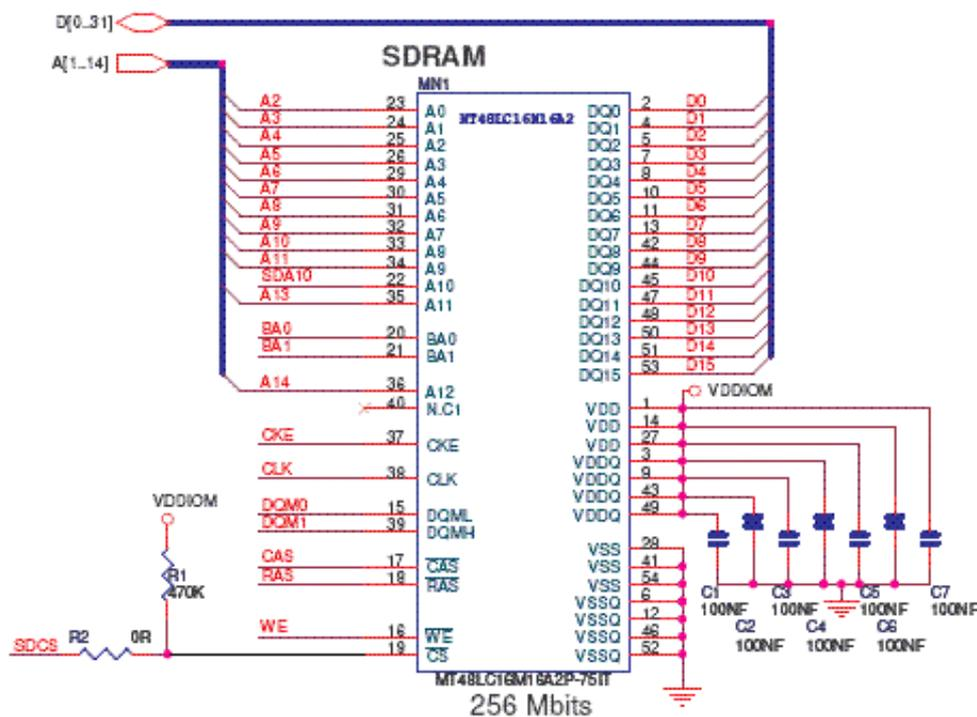 D[0..31]
A[1..14]
SDRAM
MN1
MT48LC16M16A2
A2 23 A0 DQ0 2 D0
A3 24 A1 DQ1 4 D1
A4 25 A2 DQ2 5 D2
A5 26 A3 DQ3 7 D3
A6 29 A4 DQ4 8 D4
A7 30 A5 DQ5 10 D5
A8 31 A6 DQ6 11 D6
A9 32 A7 DQ7 13 D7
A10 33 A8 DQ8 42 D8
A11 34 A9 DQ9 44 D9
SDA10 22 A10 DQ10 45 D10
A13 35 A11 DQ11 47 D11
DQ12 48 D12
BA0 20 BA0 DQ13 50 D13
BA1 21 BA1 DQ14 51 D14
DQ15 53 D15
A14 36 A12 VDDIOM
40 N.C1 VDD 1
VDD 14
CKE 37 CKE VDD 27
VDDQ 3
CLK 38 CLK VDDQ 9
VDDQ 43
VDDIOM
DQM0 15 DQML VDDQ 49
DQM1 39 DQMH
VSS 28
CAS 17 CAS VSS 41
RAS 18 RAS VSS 54
R1
470K
VSSQ 6
VSSQ 12
WE 16 WE VSSQ 46
SDCS R2 0R 19 CS VSSQ 52
C1 C3 C5 C7
100NF 100NF 100NF 100NF
C2 C4 C6
100NF 100NF 100NF
MT48LC16M16A2P-75IT
256 Mbits